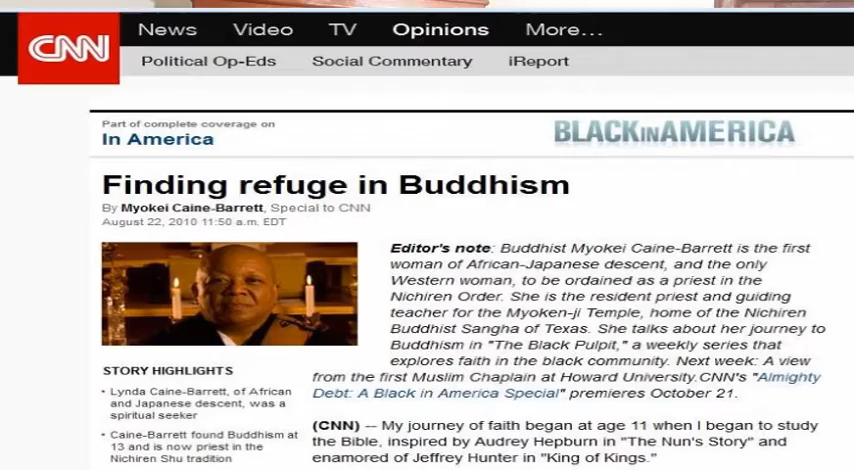 CNN
News Video TV Opinions More...
Political Op-Eds Social Commentary iReport
Part of complete coverage on
In America
BLACK IN AMERICA
Finding refuge in Buddhism
By Myokei Caine-Barrett, Special to CNN
August 22, 2010 11:50 a.m. EDT
Editor's note: Buddhist Myokei Caine-Barrett is the first
woman of African-Japanese descent, and the only
Western woman, to be ordained as a priest in the
Nichiren Order. She is the resident priest and guiding
teacher for the Myoken-ji Temple, home of the Nichiren
Buddhist Sangha of Texas. She talks about her journey to
Buddhism in "The Black Pulpit," a weekly series that
explores faith in the black community. Next week: A view
from the first Muslim Chaplain at Howard University.CNN's "Almighty
Debt: A Black in America Special" premieres October 21.
(CNN) -- My journey of faith began at age 11 when I began to study
the Bible, inspired by Audrey Hepburn in "The Nun's Story" and
enamored of Jeffrey Hunter in "King of Kings."
STORY HIGHLIGHTS
• Lynda Caine-Barrett, of African
and Japanese descent, was a
spiritual seeker
• Caine-Barrett found Buddhism at
13 and is now priest in the
Nichiren Shu tradition